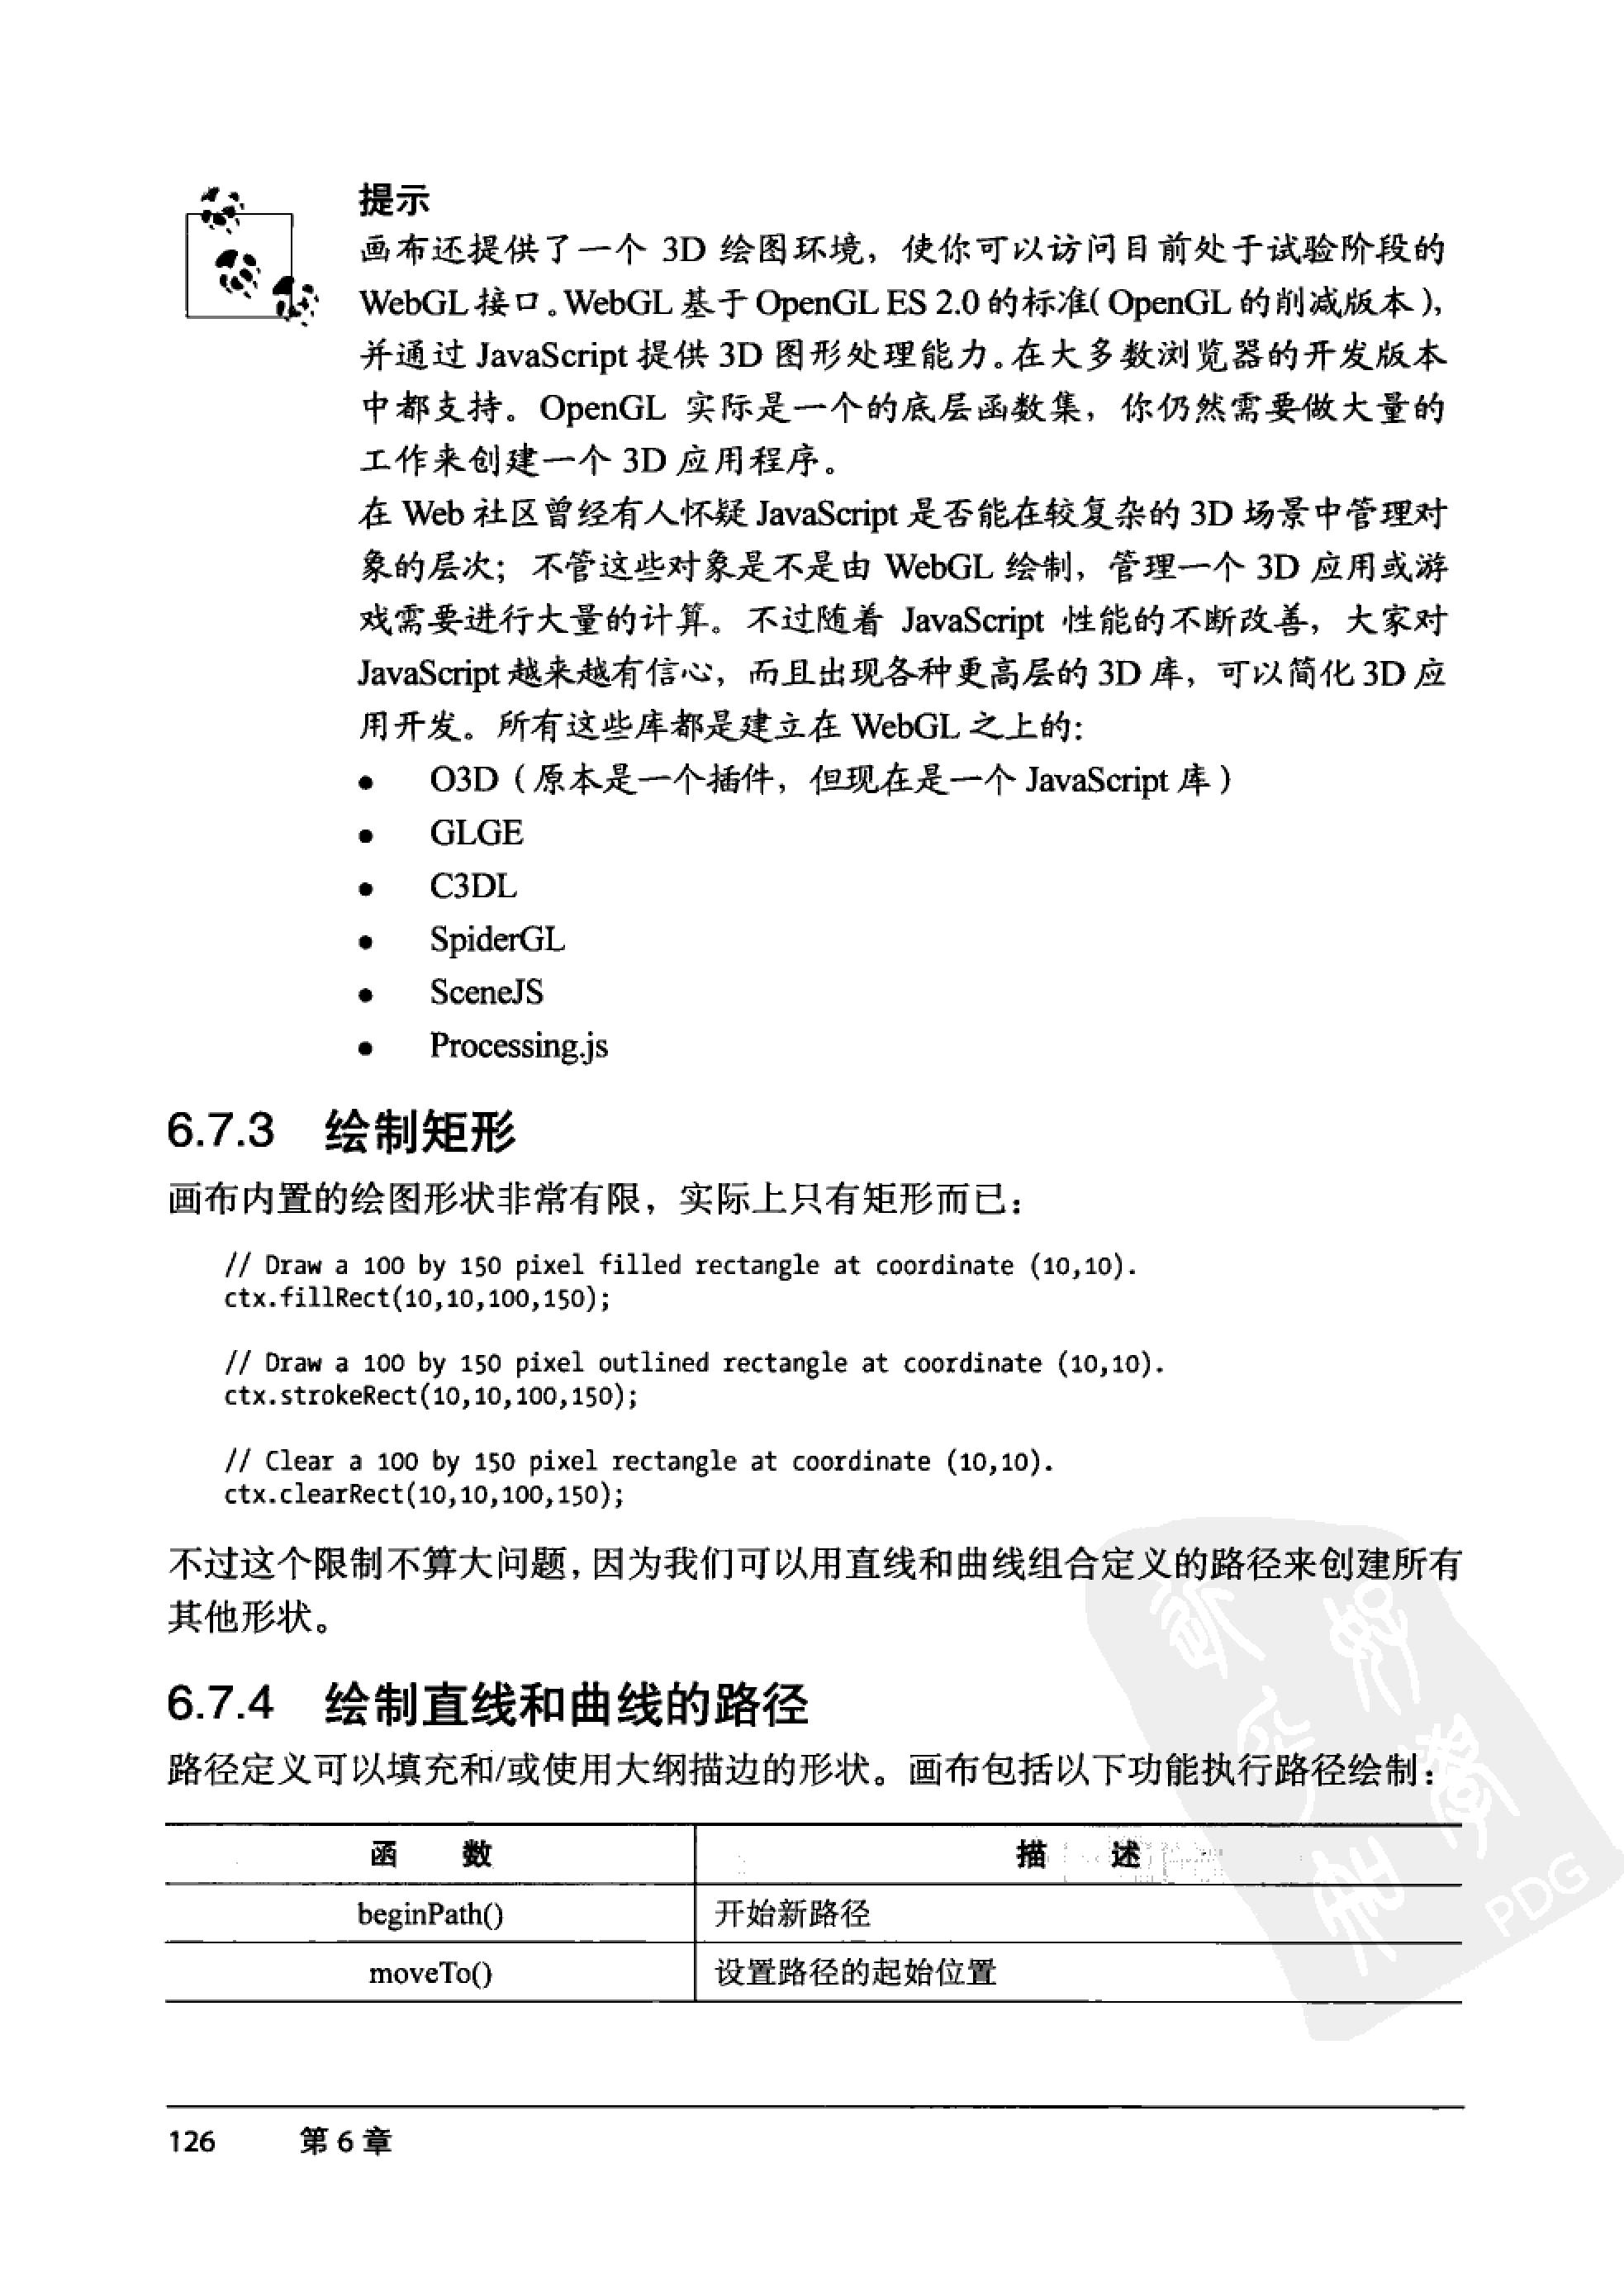 提示
画布还提供了一个 3D 绘图环境，使你可以访问目前处于试验阶段的
WebGL 接口。WebGL 基于 OpenGL ES 2.0 的标准（OpenGL 的削减版本），
并通过 JavaScript 提供 3D 图形处理能力。在大多数浏览器的开发版本
中都支持。OpenGL 实际是一个的底层函数集，你仍然需要做大量的
工作来创建一个 3D 应用程序。
在 Web 社区曾经有人怀疑 JavaScript 是否能在较复杂的 3D 场景中管理对
象的层次；不管这些对象是不是由 WebGL 绘制，管理一个 3D 应用或游
戏需要进行大量的计算。不过随着 JavaScript 性能的不断改善，大家对
JavaScript 越来越有信心，而且出现各种更高层的 3D 库，可以简化 3D 应
用开发。所有这些库都是建立在 WebGL 之上的：
● O3D（原本是一个插件，但现在是一个 JavaScript 库）
● GLGE
● C3DL
● SpiderGL
● SceneJS
● Processing.js
6.7.3 绘制矩形
画布内置的绘图形状非常有限，实际上只有矩形而已：
// Draw a 100 by 150 pixel filled rectangle at coordinate (10,10).
ctx.fillRect(10,10,100,150);
// Draw a 100 by 150 pixel outlined rectangle at coordinate (10,10).
ctx.strokeRect(10,10,100,150);
// Clear a 100 by 150 pixel rectangle at coordinate (10,10).
ctx.clearRect(10,10,100,150);
不过这个限制不算大问题，因为我们可以用直线和曲线组合定义的路径来创建所有
其他形状。
6.7.4 绘制直线和曲线的路径
路径定义可以填充和/或使用大纲描边的形状。画布包括以下功能执行路径绘制：
函 数 描 述
beginPath() 开始新路径
moveTo() 设置路径的起始位置
PDG
126 第 6 章